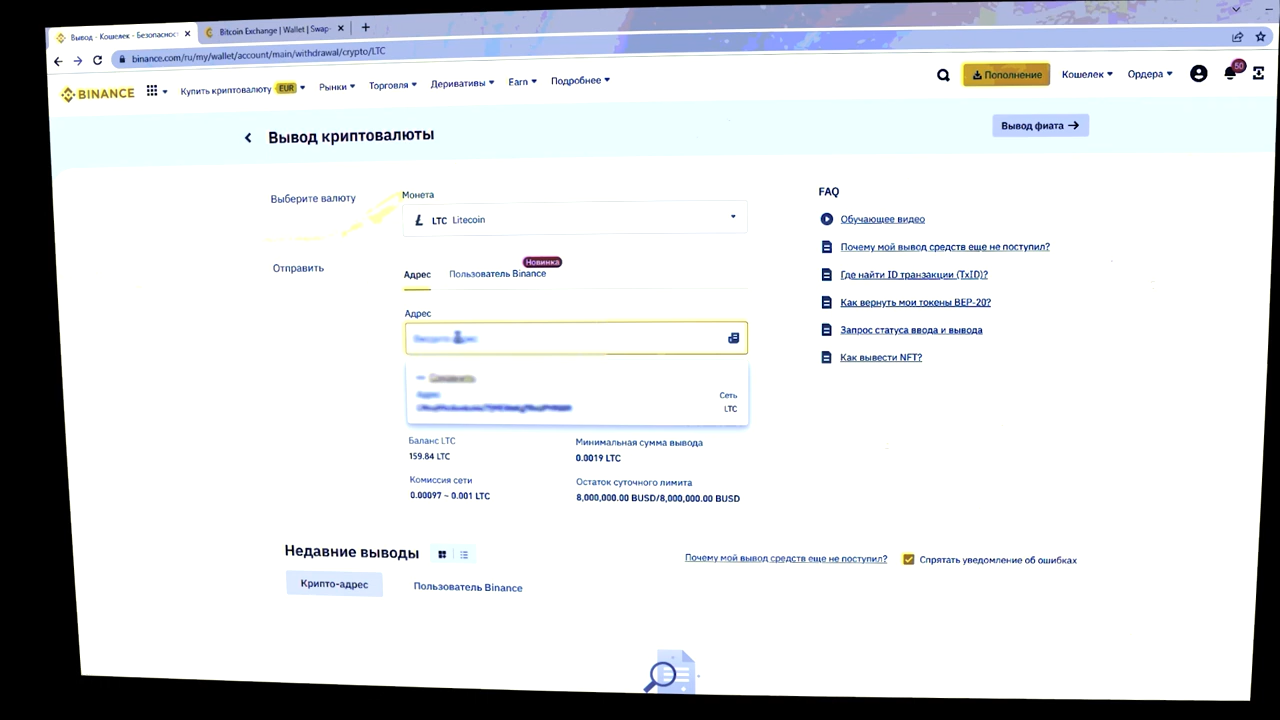 Вывод - Кошелек - Безопасност
Bitcoin Exchange | Wallet | Swap
binance.com/ru/my/wallet/account/main/withdrawal/crypto/LTC
BINANCE
Купить криптовалюту EUR
Рынки
Торговля
Деривативы
Earn
Подробнее
Пополнение
Кошелек
Ордера
50
Вывод криптовалюты
Вывод фиата
Выберите валюту
Монета
LTC Litecoin
Отправить
Адрес
Пользователь Binance
Новинка
Адрес
Сеть
LTC
Баланс LTC
159.84 LTC
Минимальная сумма вывода
0.0019 LTC
Комиссия сети
0.00097 ~ 0.001 LTC
Остаток суточного лимита
8,000,000.00 BUSD/8,000,000.00 BUSD
FAQ
Обучающее видео
Почему мой вывод средств еще не поступил?
Где найти ID транзакции (TxID)?
Как вернуть мои токены BEP-20?
Запрос статуса ввода и вывода
Как вывести NFT?
Недавние выводы
Почему мой вывод средств еще не поступил?
Спрятать уведомление об ошибках
Крипто-адрес
Пользователь Binance